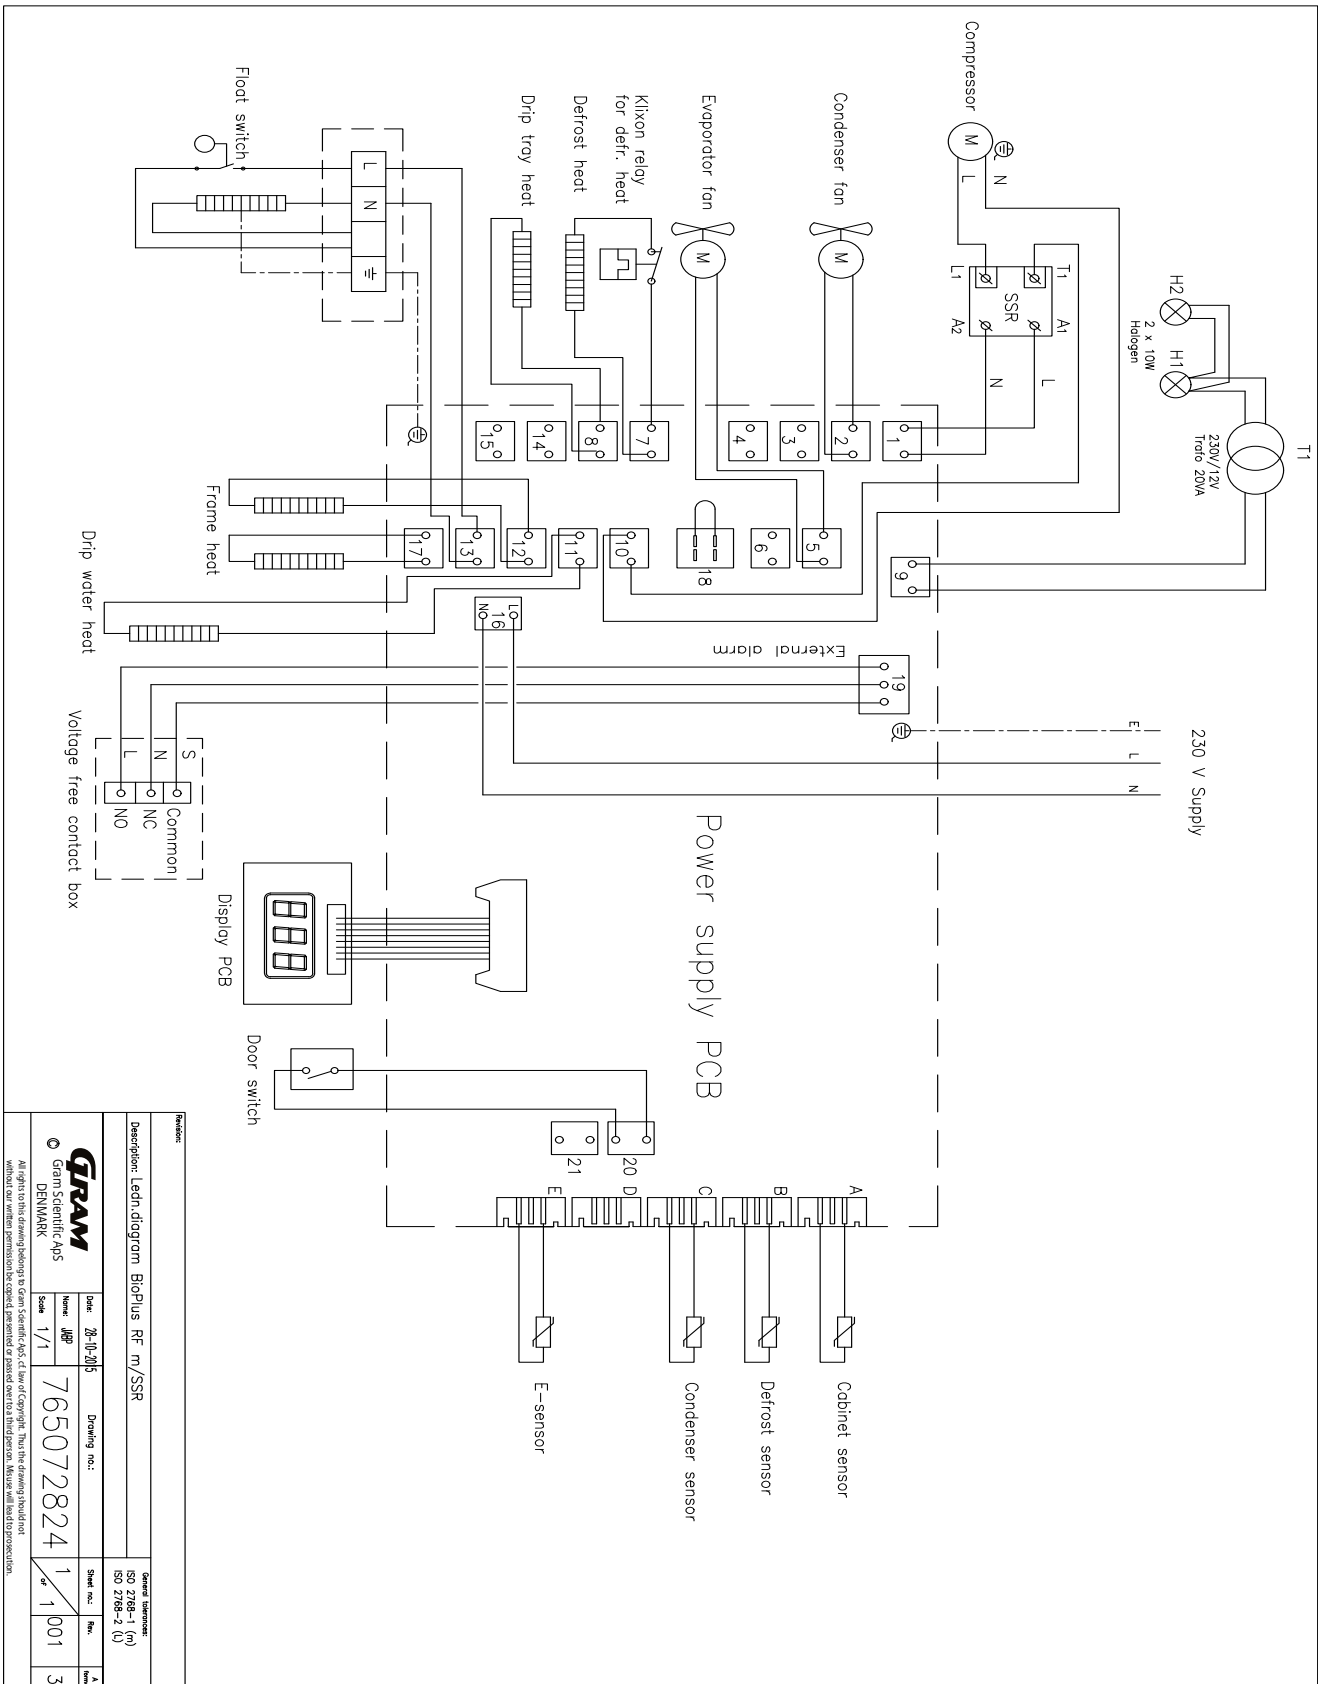 T1
230V/12V
Trafo 20VA
H2
H1
2 x 10W
Halogen
Compressor
M
N
L
T1
L1
SSR
A1
A2
L
N
Condenser fan
M
Evaporator fan
M
Klixon relay
for defr. heat
Defrost heat
Drip tray heat
Float switch
L
N
1
2
3
4
7
8
14
15
9
5
6
18
10
11
12
13
17
Frame heat
Drip water heat
L
16
N
External alarm
19
230 V Supply
E
L
N
Voltage free contact box
S
N
L
Common
NC
NO
Power supply PCB
Display PCB
Door switch
20
21
A
B
C
D
E
Cabinet sensor
Defrost sensor
Condenser sensor
E-sensor
Revision:
Description: Ledn.diagram BioPlus RF m/SSR
General tolerances:
ISO 2768-1 (m)
ISO 2768-2 (L)
GRAM
© Gram Scientific ApS
DENMARK
Date: 28-10-2015
Name: JABP
Scale 1/1
Drawing no.:
765072824
Sheet no.:
1 of 1
Rev.
001
A
3
All rights to this drawing belongs to Gram Scientific ApS, cf. law of Copyright. Thus the drawing should not
without our written permission be copied, presented or passed over to a third person. Misuse will lead to prosecution.